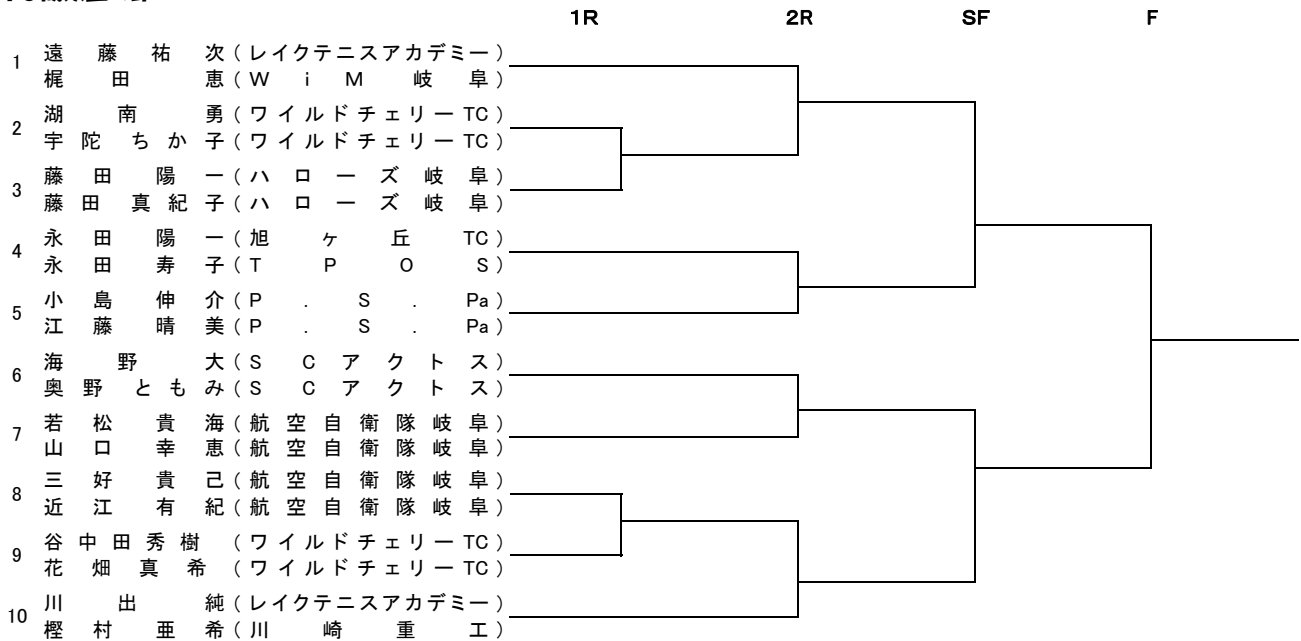 1R 2R SF F
1 遠藤祐次(レイクテニスアカデミー)
梶田恵(WiM岐阜)
2 湖南勇(ワイルドチェリーTC)
宇陀ちか子(ワイルドチェリーTC)
3 藤田陽一(ハローズ岐阜)
藤田真紀子(ハローズ岐阜)
4 永田陽一(旭ヶ丘TC)
永田寿子(TPOS)
5 小島伸介(P.S.Pa)
江藤晴美(P.S.Pa)
6 海野大(SCアクトス)
奥野ともみ(SCアクトス)
7 若松貴海(航空自衛隊岐阜)
山口幸恵(航空自衛隊岐阜)
8 三好貴己(航空自衛隊岐阜)
近江有紀(航空自衛隊岐阜)
9 谷中田秀樹(ワイルドチェリーTC)
花畑真希(ワイルドチェリーTC)
10 川出純(レイクテニスアカデミー)
樫村亜希(川崎重工)